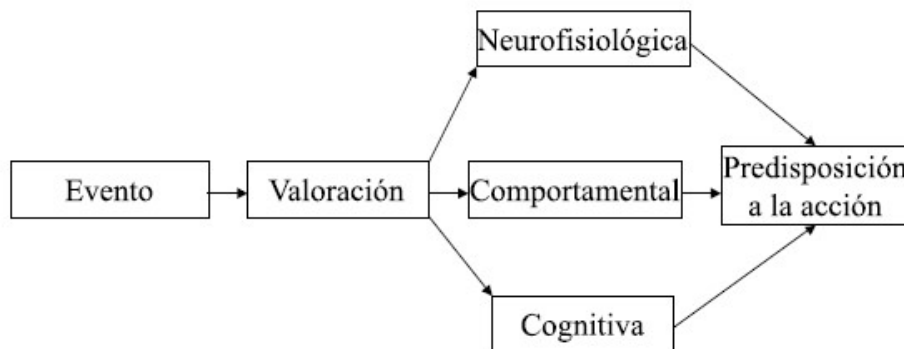 Neurofisiológica
Evento
Valoración
Comportamental
Predisposición
a la acción
Cognitiva